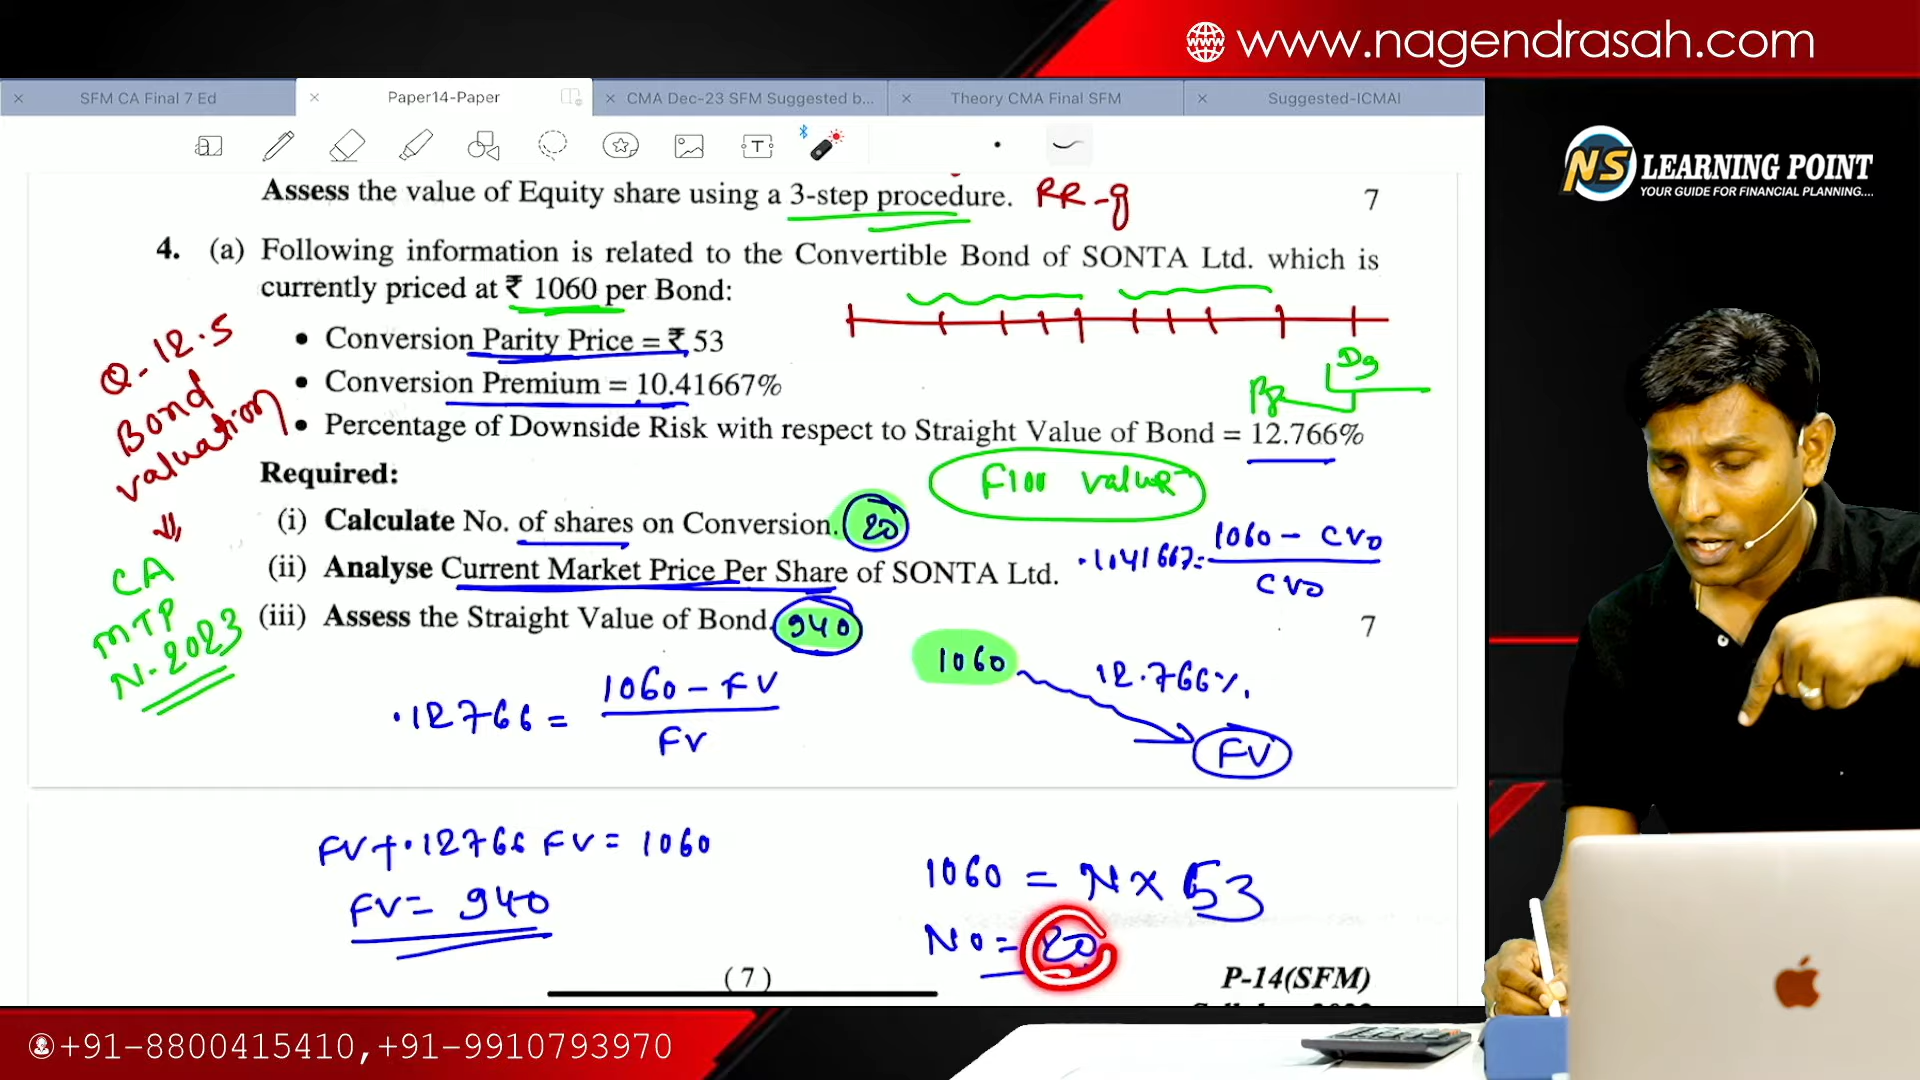 www.nagendrasah.com
SFM CA Final 7 Ed
Paper14-Paper
CMA Dec-23 SFM Suggested b...
Theory CMA Final SFM
Suggested-ICMAI
NS LEARNING POINT
YOUR GUIDE FOR FINANCIAL PLANNING....
Assess the value of Equity share using a 3-step procedure. RR-g 7
4. (a) Following information is related to the Convertible Bond of SONTA Ltd. which is
currently priced at ₹ 1060 per Bond:
• Conversion Parity Price = ₹ 53
• Conversion Premium = 10.41667%
• Percentage of Downside Risk with respect to Straight Value of Bond = 12.766%
Q-12.5
Bond
valuation
CA
MTP
N-2023
Required:
(i) Calculate No. of shares on Conversion. 20
(ii) Analyse Current Market Price Per Share of SONTA Ltd.
(iii) Assess the Straight Value of Bond. 940 7
.1041667 = 1060 - CVo
CVo
1060
12.766%
FV
.12766 = 1060 - FV
FV
FV + .12766 FV = 1060
FV = 940
1060 = N x 53
No = 20
(7)
P-14(SFM)
+91-8800415410,+91-9910793970